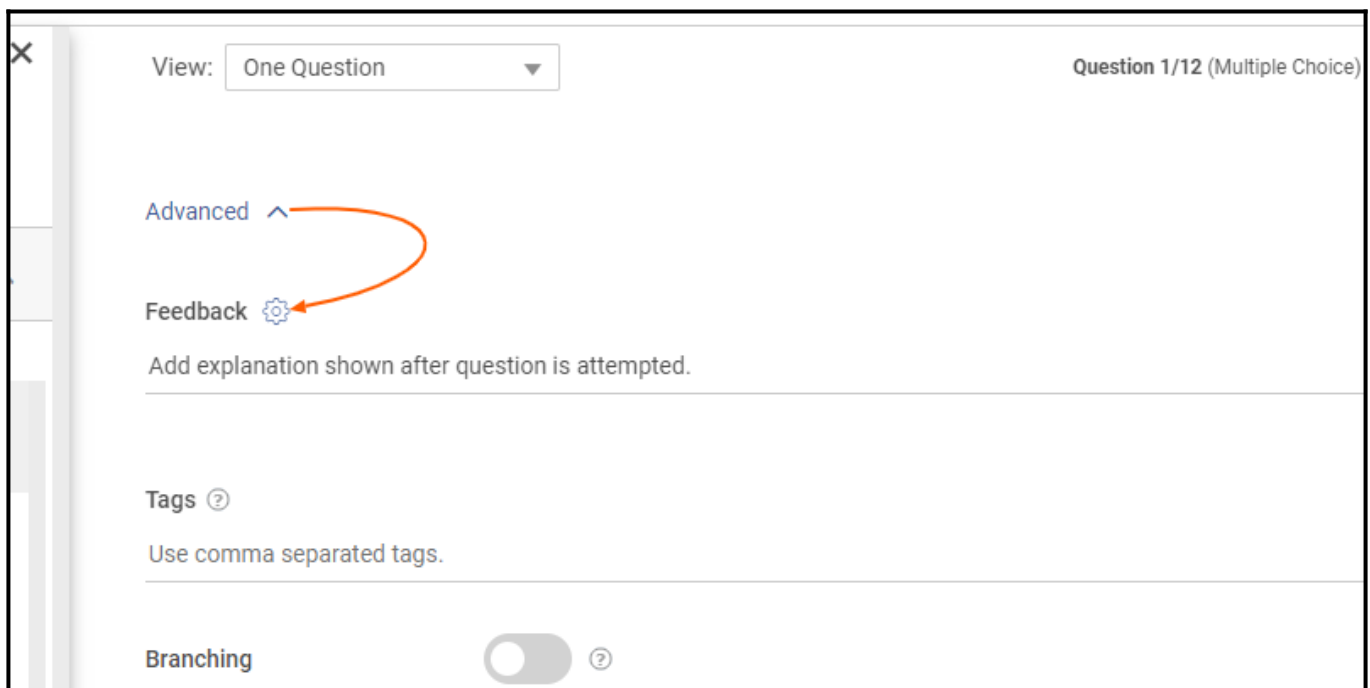 View: One Question
Question 1/12 (Multiple Choice)
Advanced
Feedback
Add explanation shown after question is attempted.
Tags ?
Use comma separated tags.
Branching ?